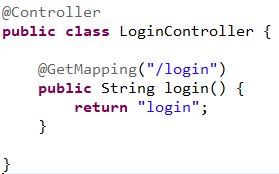 @Controller
public class LoginController {
@GetMapping("/login")
public String login() {
return "login";
}
}